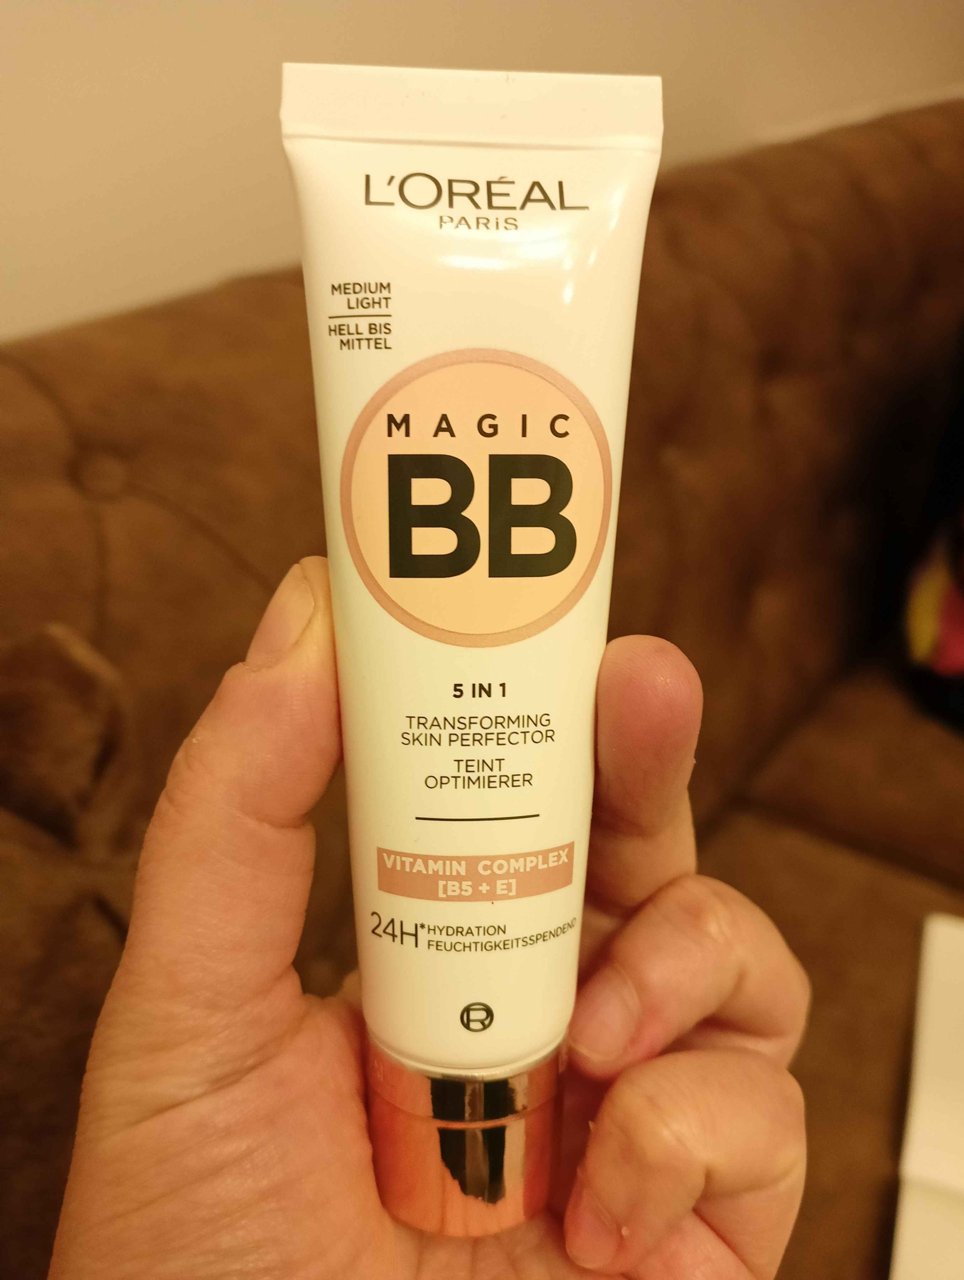 L'ORÉAL
PARiS
MEDIUM
LIGHT
HELL BIS
MITTEL
MAGIC
BB
5 IN 1
TRANSFORMING
SKIN PERFECTOR
TEINT
OPTIMIERER
VITAMIN COMPLEX
[B5 + E]
24H*HYDRATION
FEUCHTIGKEITSSPENDEND